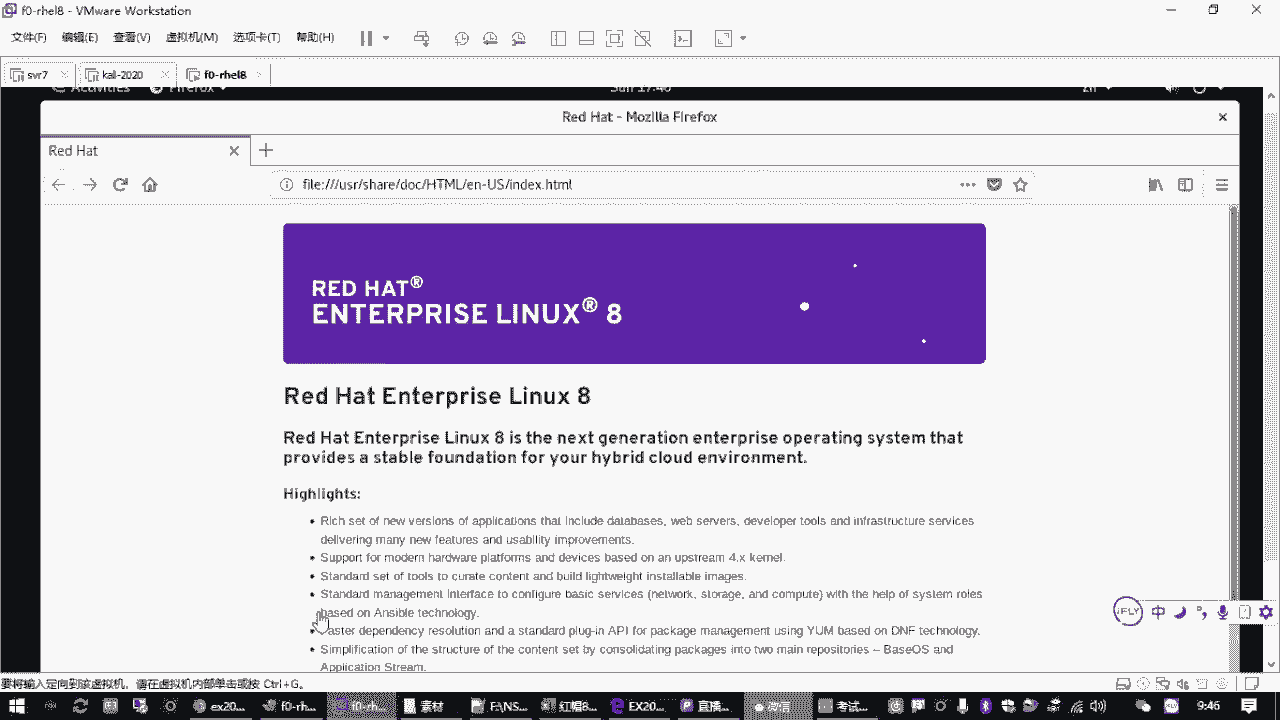 f0-rhel8 - VMware Workstation
文件(F) 编辑(E) 查看(V) 虚拟机(M) 选项卡(T) 帮助(H)
svr7 kali-2020 f0-rhel8
Activities Firefox Sun 17:46 zh
Red Hat - Mozilla Firefox
Red Hat
file:///usr/share/doc/HTML/en-US/index.html
RED HAT®
ENTERPRISE LINUX® 8
Red Hat Enterprise Linux 8
Red Hat Enterprise Linux 8 is the next generation enterprise operating system that
provides a stable foundation for your hybrid cloud environment.
Highlights:
• Rich set of new versions of applications that include databases, web servers, developer tools and infrastructure services
delivering many new features and usability improvements.
• Support for modern hardware platforms and devices based on an upstream 4.x kernel.
• Standard set of tools to curate content and build lightweight installable images.
• Standard management interface to configure basic services (network, storage, and compute) with the help of system roles
based on Ansible technology.
• Faster dependency resolution and a standard plug-in API for package management using YUM based on DNF technology.
• Simplification of the structure of the content set by consolidating packages into two main repositories – BaseOS and
Application Stream.
iFLY 中
要将输入定向到该虚拟机，请在虚拟机内部单击或按 Ctrl+G。
ex20... f0-rh... f0-rh... 素材 F:\NS... 红帽8... EX20... 直播... 微信 考试... 9:46